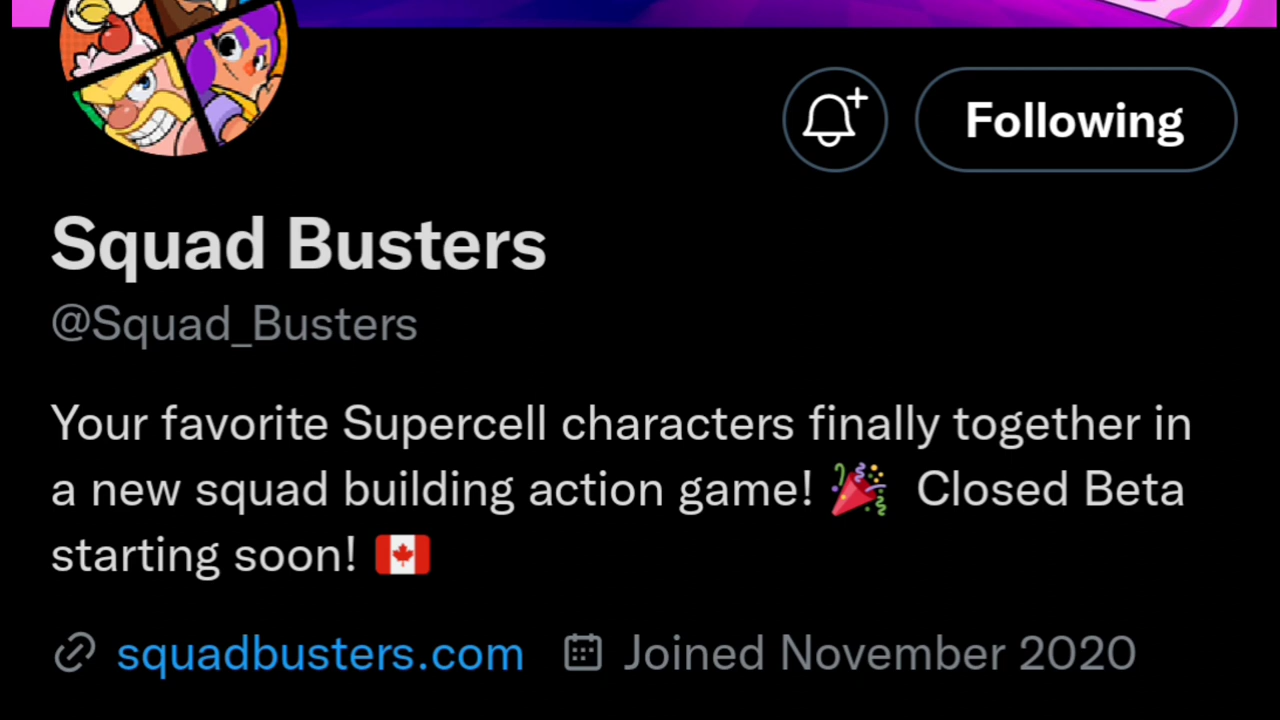 Following
Squad Busters
@Squad_Busters
Your favorite Supercell characters finally together in
a new squad building action game! 🎉 Closed Beta
starting soon! 🇨🇦
squadbusters.com Joined November 2020